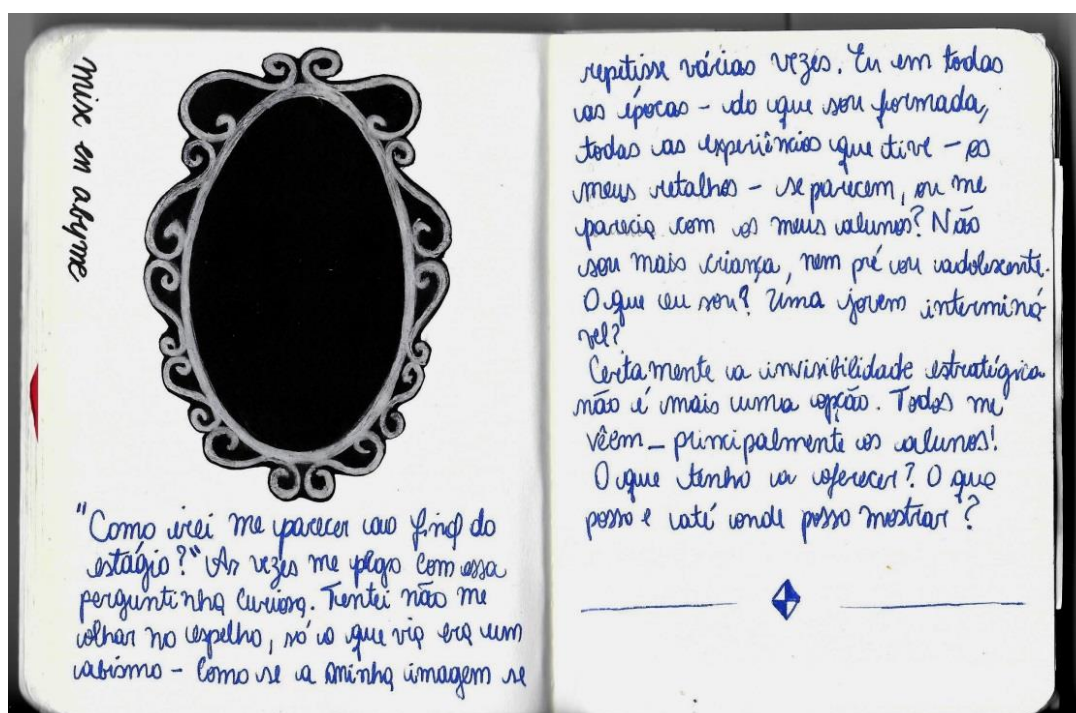 mise en abyme
"Como irei me parecer ao final do
estágio?" As vezes me pego com essa
perguntinha curiosa. Tentei não me
olhar no espelho, só o que via era um
abismo - como se a minha imagem se
repetisse várias vezes. Eu em todas
as épocas - do que sou formada,
todas as experiências que tive - os
meus retalhos - se parecem, ou me
parecia com os meus alunos? Não
sou mais criança, nem pré ou adolescente.
O que eu sou? Uma jovem interminá-
vel?
Certamente a invisibilidade estratégica
não é mais uma opção. Todos me
vêem - principalmente os alunos!
O que tenho a oferecer? O que
posso e até onde posso mostrar?